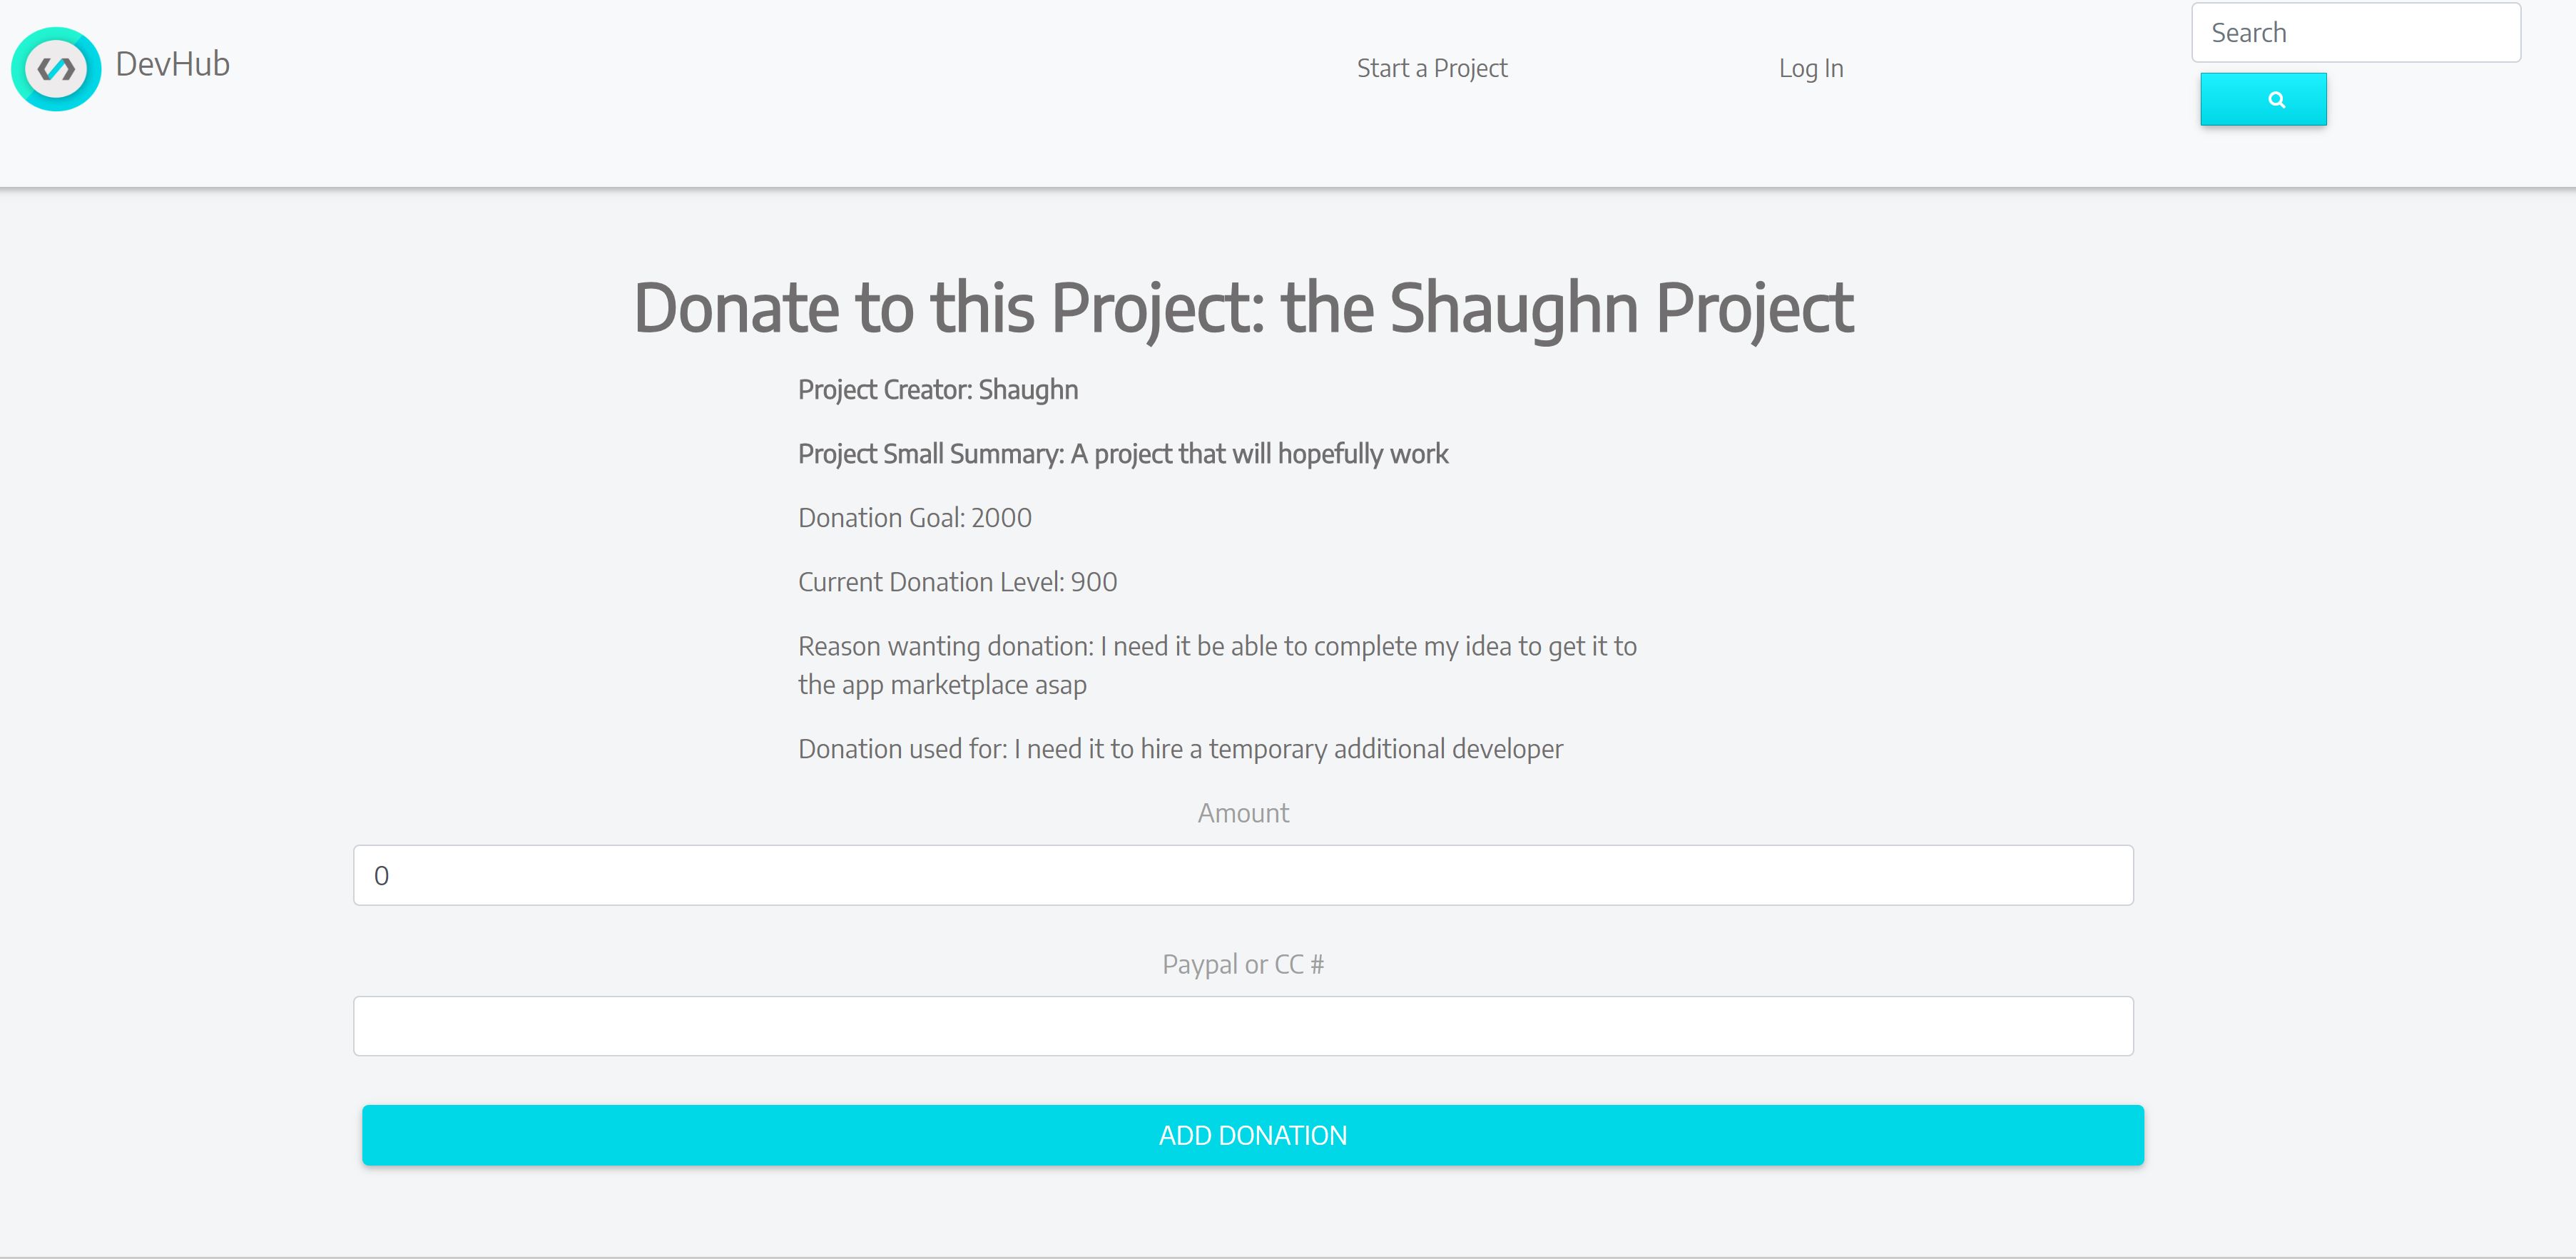 DevHub
Start a Project
Log In
Search
Donate to this Project: the Shaughn Project
Project Creator: Shaughn
Project Small Summary: A project that will hopefully work
Donation Goal: 2000
Current Donation Level: 900
Reason wanting donation: I need it be able to complete my idea to get it to
the app marketplace asap
Donation used for: I need it to hire a temporary additional developer
Amount
0
Paypal or CC #
ADD DONATION